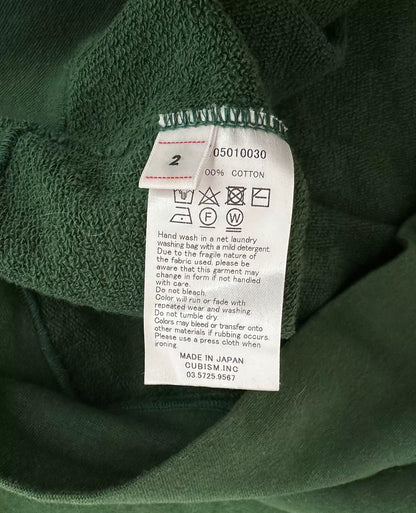 2
05010030
00% COTTON
F W
Hand wash in a net laundry
washing bag with a mild detergent.
Due to the fragile nature of
the fabric used, please be
aware that this garment may
change in form if not handled
with care.
Do not bleach.
Color will run or fade with
repeated wear and washing.
Do not tumble dry.
Colors may bleed or transfer onto
other materials if rubbing occurs.
Please use a press cloth when
ironing.
MADE IN JAPAN
CUBISM.INC
03.5725.9567